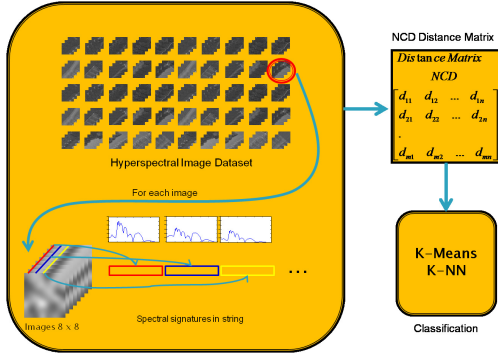 Hyperspectral Image Dataset
For each image
...
Images 8 x 8
Spectral signatures in string
NCD Distance Matrix
Distance Matrix
NCD
d11 d12 ... d1n
d21 d22 ... d2n
.
dm1 dm2 ... dmn
K-Means
K-NN
Classification